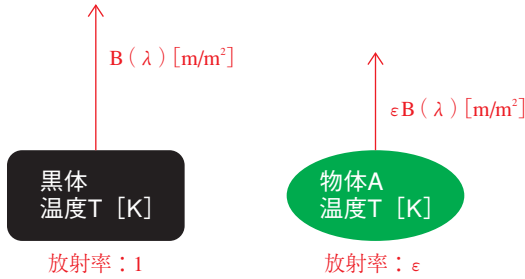 B（λ）[m/m²]
εB（λ）[m/m²]
黒体
温度T［K］
物体A
温度T［K］
放射率：1
放射率：ε